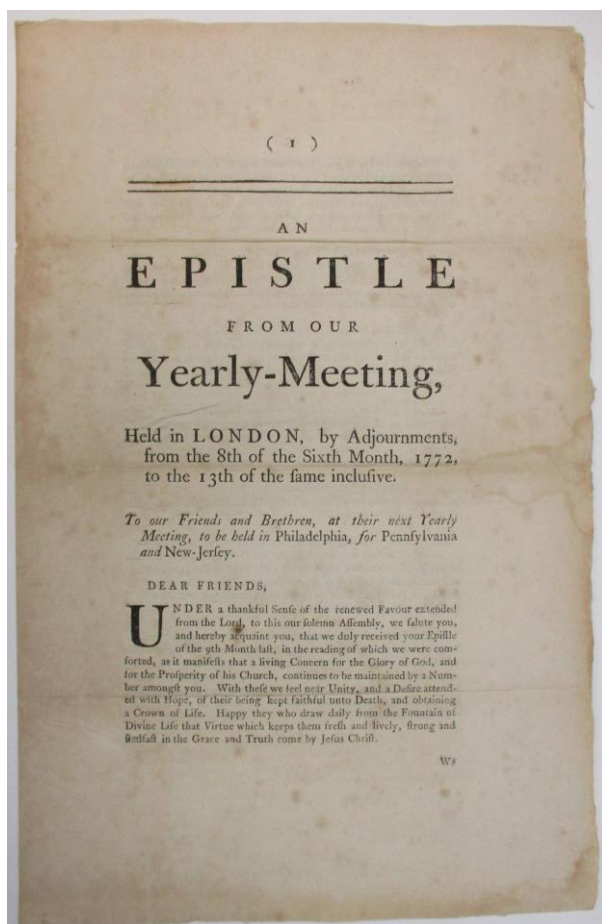 ( 1 )
AN
EPISTLE
FROM OUR
Yearly-Meeting,
Held in LONDON, by Adjournments,
from the 8th of the Sixth Month, 1772,
to the 13th of the ſame incluſive.
To our Friends and Brethren, at their next Yearly
Meeting, to be held in Philadelphia, for Pennſylvania
and New-Jerſey.
DEAR FRIENDS,
UNDER a thankful Senſe of the renewed Favour extended
from the Lord, to this our ſolemn Aſſembly, we ſalute you,
and hereby acquaint you, that we duly received your Epiſtle
of the 9th Month laſt, in the reading of which we were com-
forted, as it manifeſts that a living Concern for the Glory of God, and
for the Proſperity of his Church, continues to be maintained by a Num-
ber amongſt you. With theſe we feel near Unity, and a Deſire attend-
ed with Hope, of their being kept faithful unto Death, and obtaining
a Crown of Life. Happy they who draw daily from the Fountain of
Divine Life that Virtue which keeps them freſh and lively, ſtrong and
ſtedfaſt in the Grace and Truth come by Jeſus Chriſt.
We